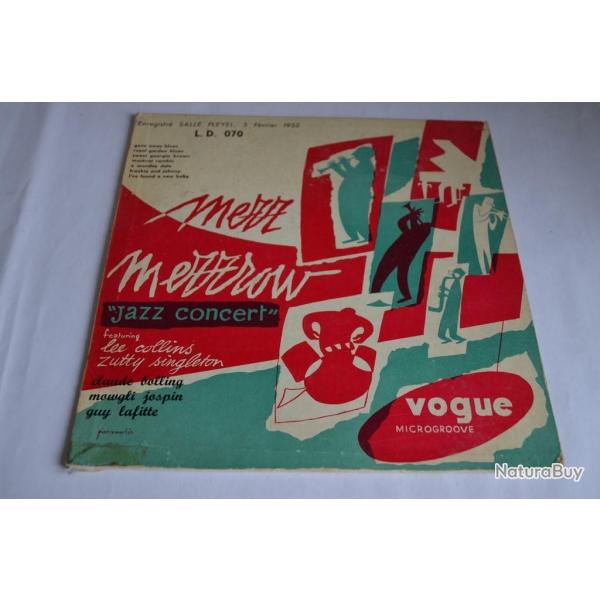 Enregistré SALLE PLEYEL, 5 Février 1952
L.D. 070
gone away blues
royal garden blues
sweet georgia brown
a monday date
frankie and johnny
I've found a new baby
mezz
mezzrow
"jazz concert"
featuring
lee collins
zutty singleton
claude bolling
mowgli jospin
guy lafitte
vogue
MICROGROOVE
NaturaBuy